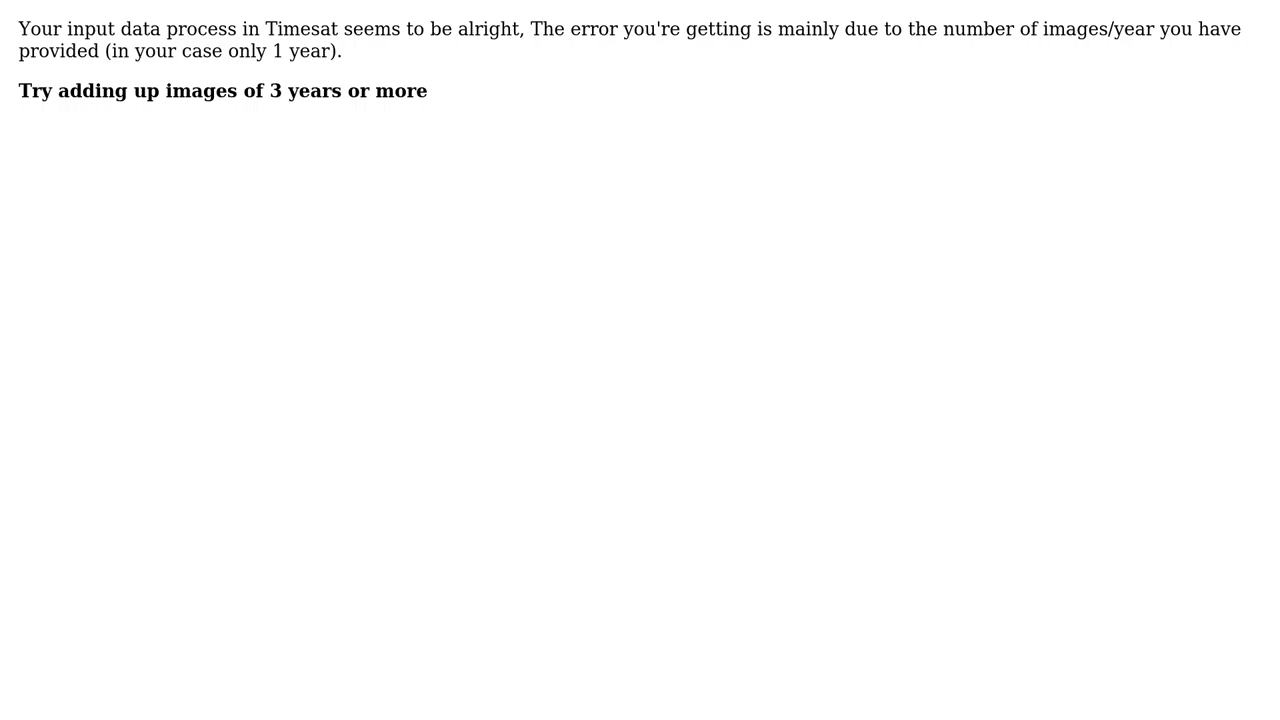 Your input data process in Timesat seems to be alright, The error you're getting is mainly due to the number of images/year you have
provided (in your case only 1 year).
Try adding up images of 3 years or more